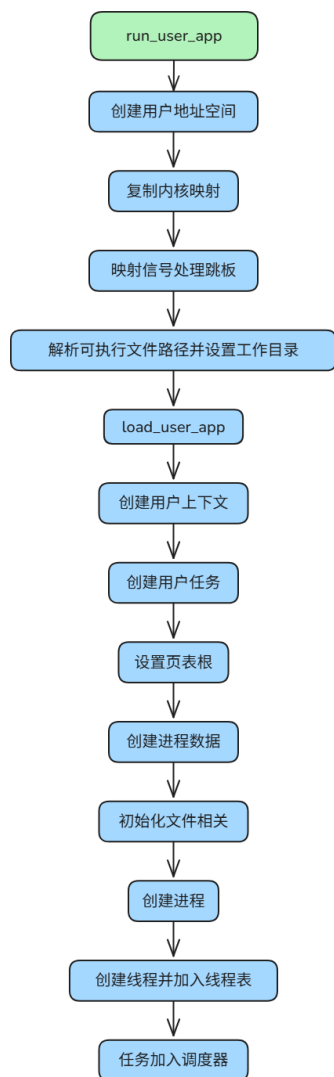 run_user_app
创建用户地址空间
复制内核映射
映射信号处理跳板
解析可执行文件路径并设置工作目录
load_user_app
创建用户上下文
创建用户任务
设置页表根
创建进程数据
初始化文件相关
创建进程
创建线程并加入线程表
任务加入调度器